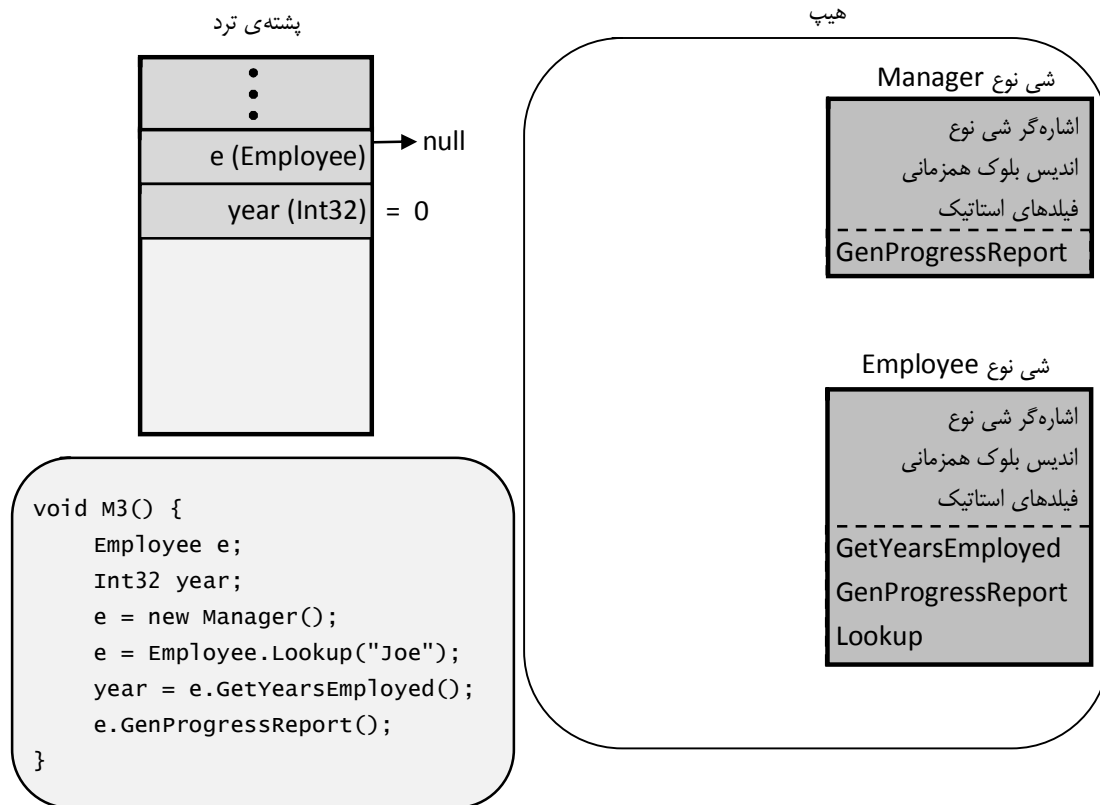 پشته‌ی ترد
e (Employee)
null
year (Int32)
= 0
void M3() {
Employee e;
Int32 year;
e = new Manager();
e = Employee.Lookup("Joe");
year = e.GetYearsEmployed();
e.GenProgressReport();
}
هیپ
شی نوع Manager
اشاره‌گر شی نوع
اندیس بلوک همزمانی
فیلدهای استاتیک
GenProgressReport
شی نوع Employee
اشاره‌گر شی نوع
اندیس بلوک همزمانی
فیلدهای استاتیک
GetYearsEmployed
GenProgressReport
Lookup